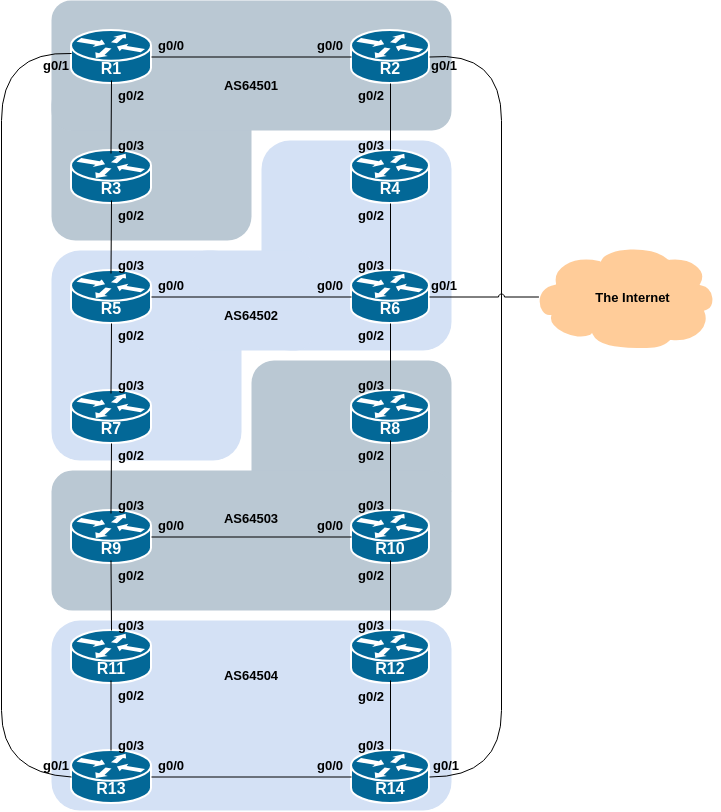 g0/0 g0/0
g0/1 R1 R2 g0/1
g0/2 AS64501 g0/2
g0/3 g0/3
R3 R4
g0/2 g0/2
g0/3 g0/3
R5 g0/0 g0/0 R6 g0/1
The Internet
g0/2 AS64502 g0/2
g0/3 g0/3
R7 R8
g0/2 g0/2
g0/3 g0/3
R9 g0/0 AS64503 g0/0 R10
g0/2 g0/2
g0/3 g0/3
R11 AS64504 R12
g0/2 g0/2
g0/3 g0/3
g0/1 g0/0 g0/0 g0/1
R13 R14